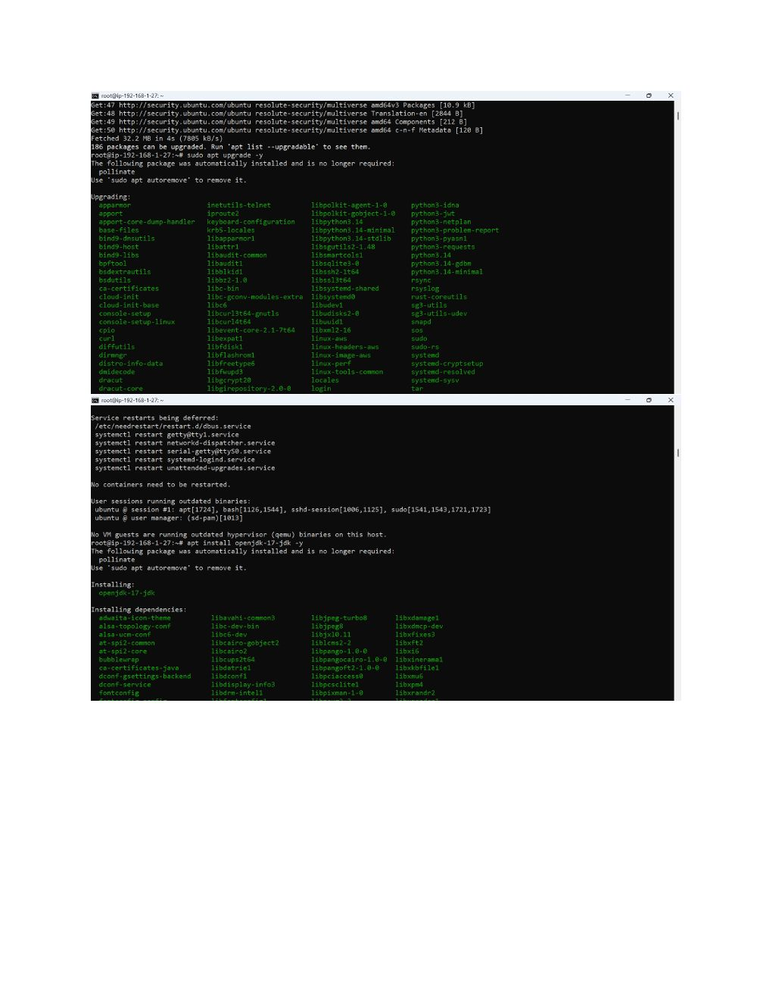 root@ip-192-168-1-27: ~
Get:47 http://security.ubuntu.com/ubuntu resolute-security/multiverse amd64v3 Packages [10.9 kB]
Get:48 http://security.ubuntu.com/ubuntu resolute-security/multiverse Translation-en [2844 B]
Get:49 http://security.ubuntu.com/ubuntu resolute-security/multiverse amd64 Components [212 B]
Get:50 http://security.ubuntu.com/ubuntu resolute-security/multiverse amd64 c-n-f Metadata [120 B]
Fetched 32.2 MB in 4s (7805 kB/s)
186 packages can be upgraded. Run 'apt list --upgradable' to see them.
root@ip-192-168-1-27:~# sudo apt upgrade -y
The following package was automatically installed and is no longer required:
pollinate
Use 'sudo apt autoremove' to remove it.
Upgrading:
apparmor inetutils-telnet libpolkit-agent-1-0 python3-idna
apport iproute2 libpolkit-gobject-1-0 python3-jwt
apport-core-dump-handler keyboard-configuration libpython3.14 python3-netplan
base-files krb5-locales libpython3.14-minimal python3-problem-report
bind9-dnsutils libapparmor1 libpython3.14-stdlib python3-pyasn1
bind9-host libattr1 libsgutils2-1.48 python3-requests
bind9-libs libaudit-common libsmartcols1 python3.14
bpftool libaudit1 libsqlite3-0 python3.14-gdbm
bsdextrautils libblkid1 libssh2-1t64 python3.14-minimal
bsdutils libbz2-1.0 libssl3t64 rsync
ca-certificates libc-bin libsystemd-shared rsyslog
cloud-init libc-gconv-modules-extra libsystemd0 rust-coreutils
cloud-init-base libc6 libudev1 sg3-utils
console-setup libcurl3t64-gnutls libudisks2-0 sg3-utils-udev
console-setup-linux libcurl4t64 libuuid1 snapd
cpio libevent-core-2.1-7t64 libxml2-16 sos
curl libexpat1 linux-aws sudo
diffutils libfdisk1 linux-headers-aws sudo-rs
dirmngr libflashrom1 linux-image-aws systemd
distro-info-data libfreetype6 linux-perf systemd-cryptsetup
dmidecode libfwupd3 linux-tools-common systemd-resolved
dracut libgcrypt20 locales systemd-sysv
dracut-core libgirepository-2.0-0 login tar
root@ip-192-168-1-27: ~
Service restarts being deferred:
/etc/needrestart/restart.d/dbus.service
systemctl restart getty@tty1.service
systemctl restart networkd-dispatcher.service
systemctl restart serial-getty@ttyS0.service
systemctl restart systemd-logind.service
systemctl restart unattended-upgrades.service
No containers need to be restarted.
User sessions running outdated binaries:
ubuntu @ session #1: apt[1724], bash[1126,1544], sshd-session[1006,1125], sudo[1541,1543,1721,1723]
ubuntu @ user manager: (sd-pam)[1013]
No VM guests are running outdated hypervisor (qemu) binaries on this host.
root@ip-192-168-1-27:~# apt install openjdk-17-jdk -y
The following package was automatically installed and is no longer required:
pollinate
Use 'sudo apt autoremove' to remove it.
Installing:
openjdk-17-jdk
Installing dependencies:
adwaita-icon-theme libavahi-common3 libjpeg-turbo8 libxdamage1
alsa-topology-conf libc-dev-bin libjpeg8 libxdmcp-dev
alsa-ucm-conf libc6-dev libjxl0.11 libxfixes3
at-spi2-common libcairo-gobject2 liblcms2-2 libxft2
at-spi2-core libcairo2 libpango-1.0-0 libxi6
bubblewrap libcups2t64 libpangocairo-1.0-0 libxinerama1
ca-certificates-java libdatrie1 libpangoft2-1.0-0 libxkbfile1
dconf-gsettings-backend libdconf1 libpciaccess0 libxmu6
dconf-service libdisplay-info3 libpcsclite1 libxpm4
fontconfig libdrm-intel1 libpixman-1-0 libxrandr2